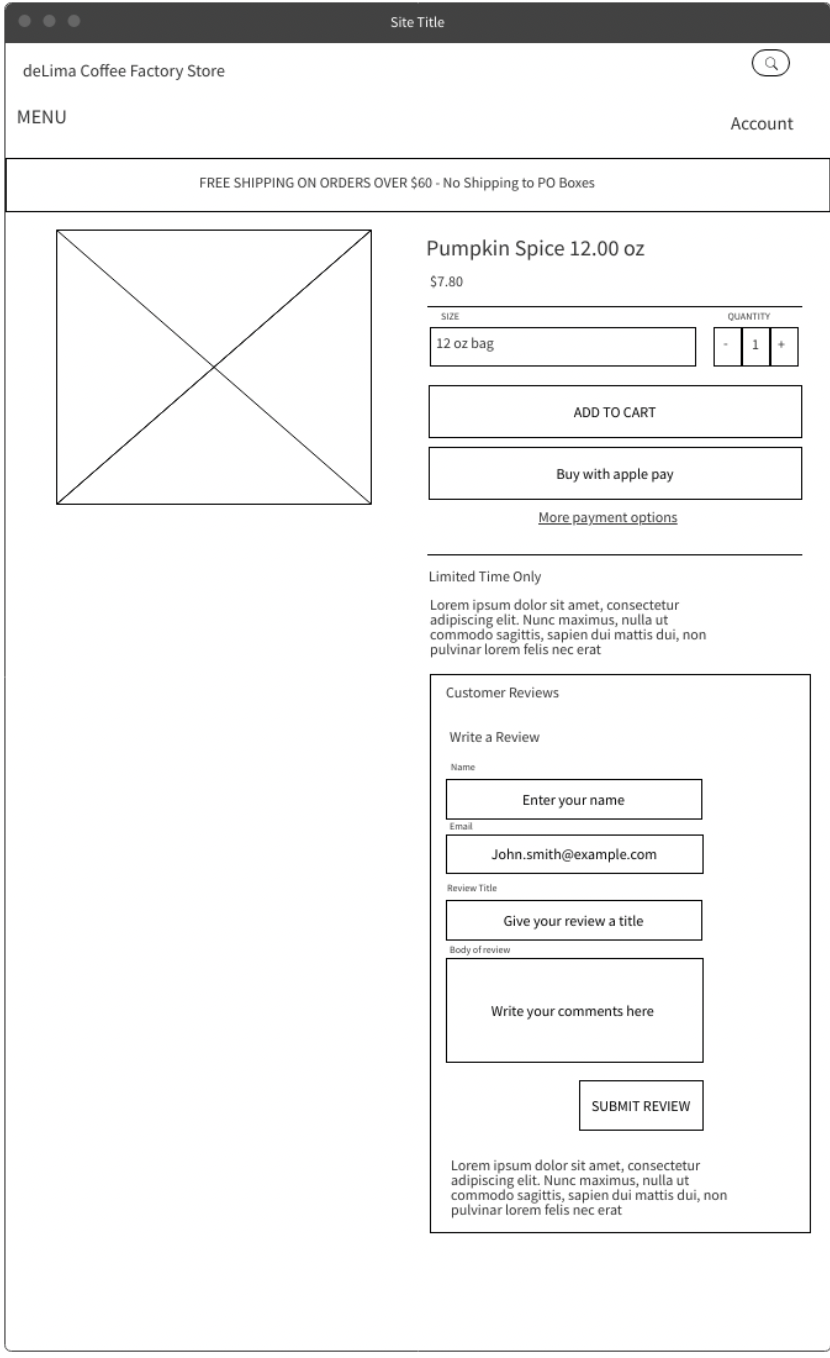 Site Title
deLima Coffee Factory Store
MENU
Account
FREE SHIPPING ON ORDERS OVER $60 - No Shipping to PO Boxes
Pumpkin Spice 12.00 oz
$7.80
SIZE
QUANTITY
12 oz bag
- 1 +
ADD TO CART
Buy with apple pay
More payment options
Limited Time Only
Lorem ipsum dolor sit amet, consectetur
adipiscing elit. Nunc maximus, nulla ut
commodo sagittis, sapien dui mattis dui, non
pulvinar lorem felis nec erat
Customer Reviews
Write a Review
Name
Enter your name
Email
John.smith@example.com
Review Title
Give your review a title
Body of review
Write your comments here
SUBMIT REVIEW
Lorem ipsum dolor sit amet, consectetur
adipiscing elit. Nunc maximus, nulla ut
commodo sagittis, sapien dui mattis dui, non
pulvinar lorem felis nec erat